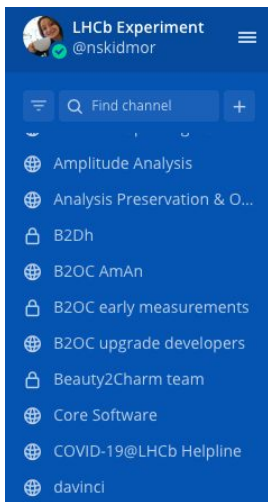 LHCb Experiment
@nskidmor
Find channel
Amplitude Analysis
Analysis Preservation & O...
B2Dh
B2OC AmAn
B2OC early measurements
B2OC upgrade developers
Beauty2Charm team
Core Software
COVID-19@LHCb Helpline
davinci